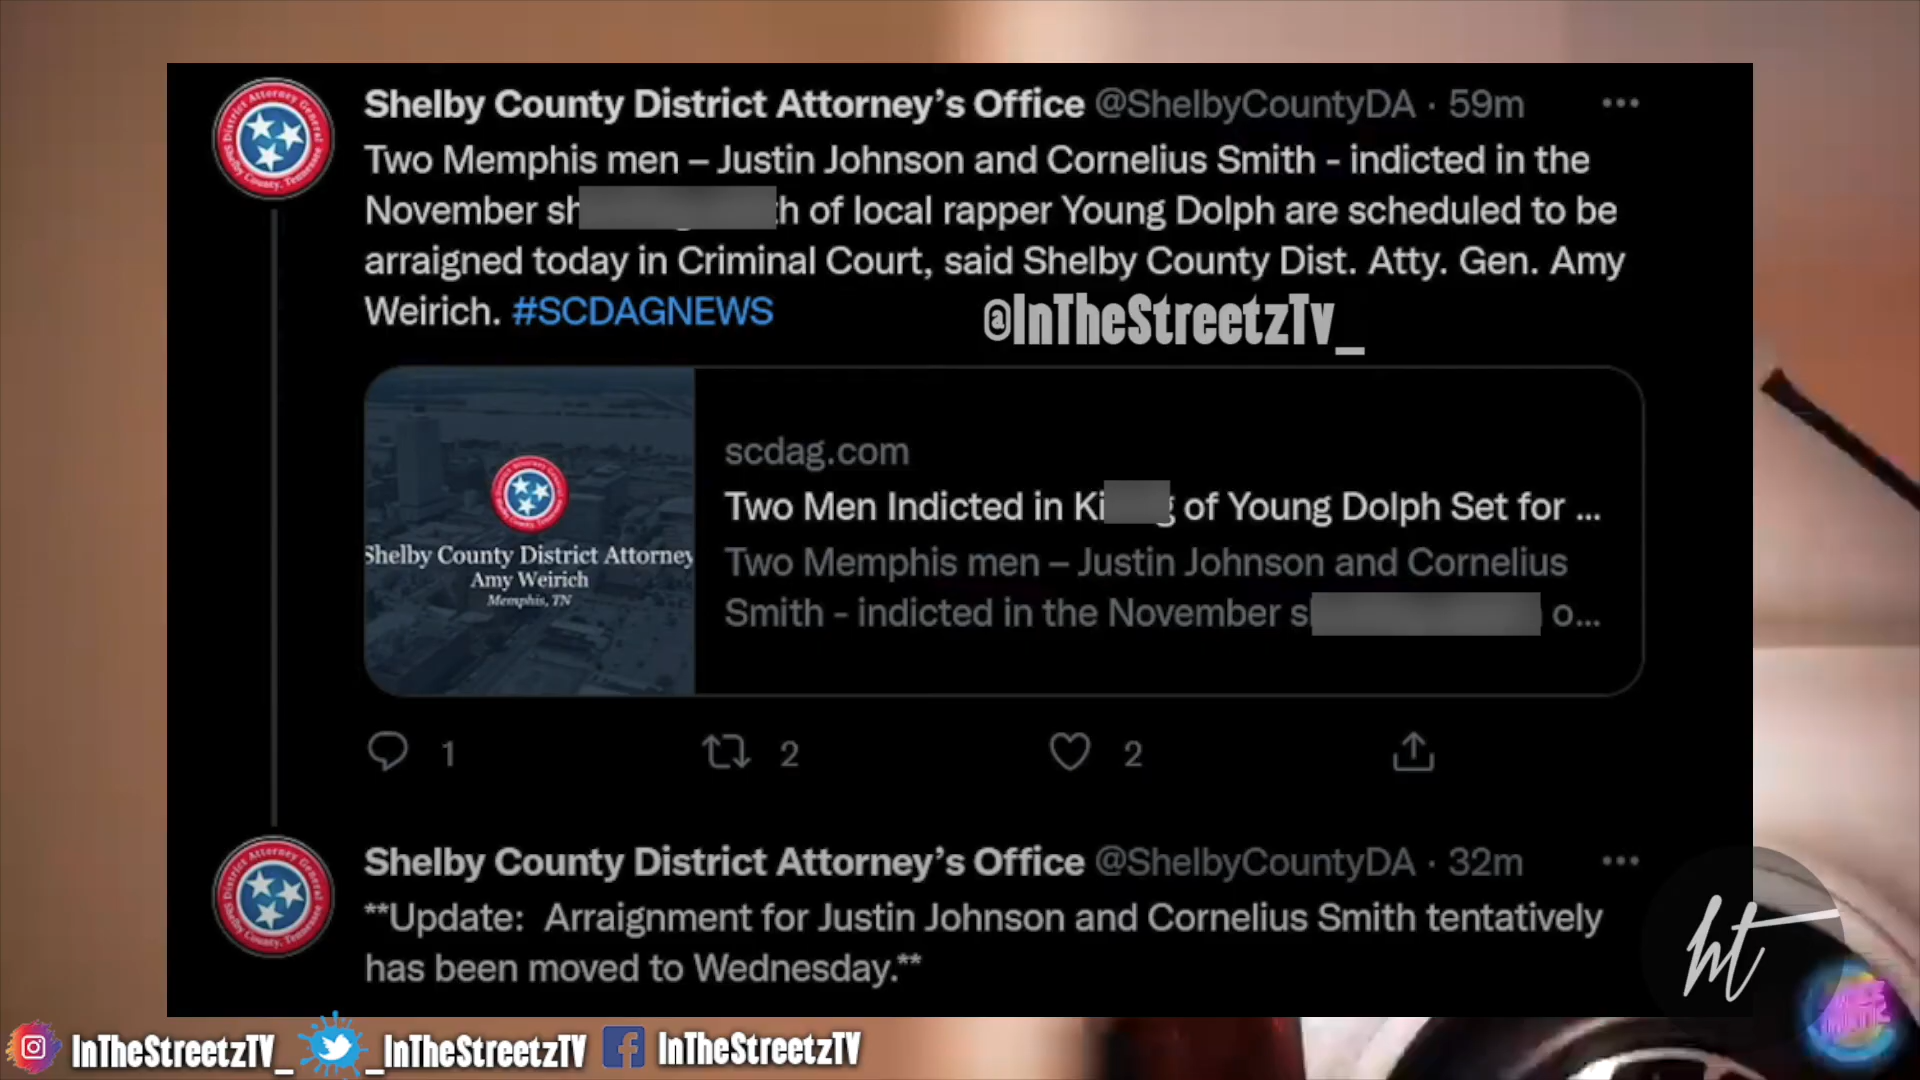 Shelby County District Attorney’s Office @ShelbyCountyDA · 59m
Two Memphis men – Justin Johnson and Cornelius Smith - indicted in the
November sh h of local rapper Young Dolph are scheduled to be
arraigned today in Criminal Court, said Shelby County Dist. Atty. Gen. Amy
Weirich. #SCDAGNEWS
@InTheStreetzTv_
scdag.com
Two Men Indicted in Ki g of Young Dolph Set for ...
Two Memphis men – Justin Johnson and Cornelius
Smith - indicted in the November s o...
Shelby County District Attorney
Amy Weirich
Memphis, TN
1 2 2
Shelby County District Attorney’s Office @ShelbyCountyDA · 32m
**Update: Arraignment for Justin Johnson and Cornelius Smith tentatively
has been moved to Wednesday.**
ht
InTheStreetzTV_ _InTheStreetzTV InTheStreetzTV